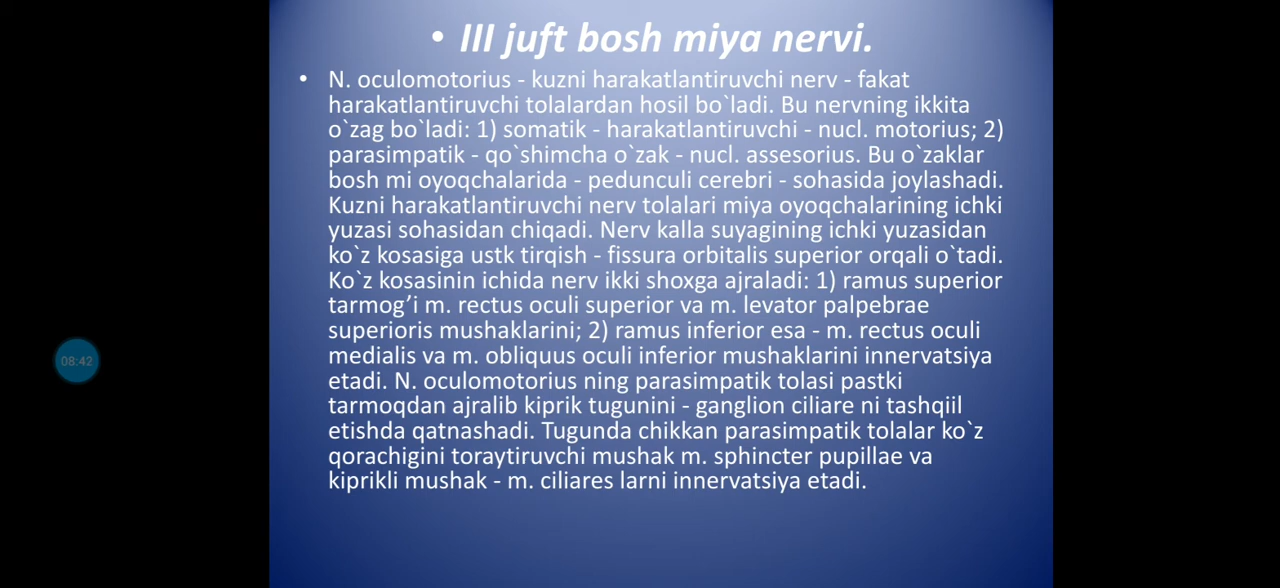 • III juft bosh miya nervi.
• N. oculomotorius - kuzni harakatlantiruvchi nerv - fakat
harakatlantiruvchi tolalardan hosil bo`ladi. Bu nervning ikkita
o`zag bo`ladi: 1) somatik - harakatlantiruvchi - nucl. motorius; 2)
parasimpatik - qo`shimcha o`zak - nucl. assesorius. Bu o`zaklar
bosh mi oyoqchalarida - pedunculi cerebri - sohasida joylashadi.
Kuzni harakatlantiruvchi nerv tolalari miya oyoqchalarining ichki
yuzasi sohasidan chiqadi. Nerv kalla suyagining ichki yuzasidan
ko`z kosasiga ustk tirqish - fissura orbitalis superior orqali o`tadi.
Ko`z kosasinin ichida nerv ikki shoxga ajraladi: 1) ramus superior
tarmog’i m. rectus oculi superior va m. levator palpebrae
superioris mushaklarini; 2) ramus inferior esa - m. rectus oculi
medialis va m. obliquus oculi inferior mushaklarini innervatsiya
etadi. N. oculomotorius ning parasimpatik tolasi pastki
tarmoqdan ajralib kiprik tugunini - ganglion ciliare ni tashqiil
etishda qatnashadi. Tugunda chikkan parasimpatik tolalar ko`z
qorachigini toraytiruvchi mushak m. sphincter pupillae va
kiprikli mushak - m. ciliares larni innervatsiya etadi.
08:42